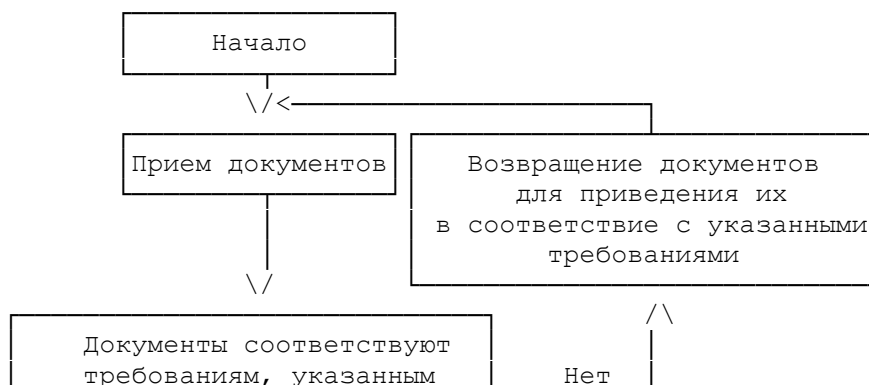 Начало
Прием документов
Возвращение документов
для приведения их
в соответствие с указанными
требованиями
Документы соответствуют
требованиям, указанным
Нет